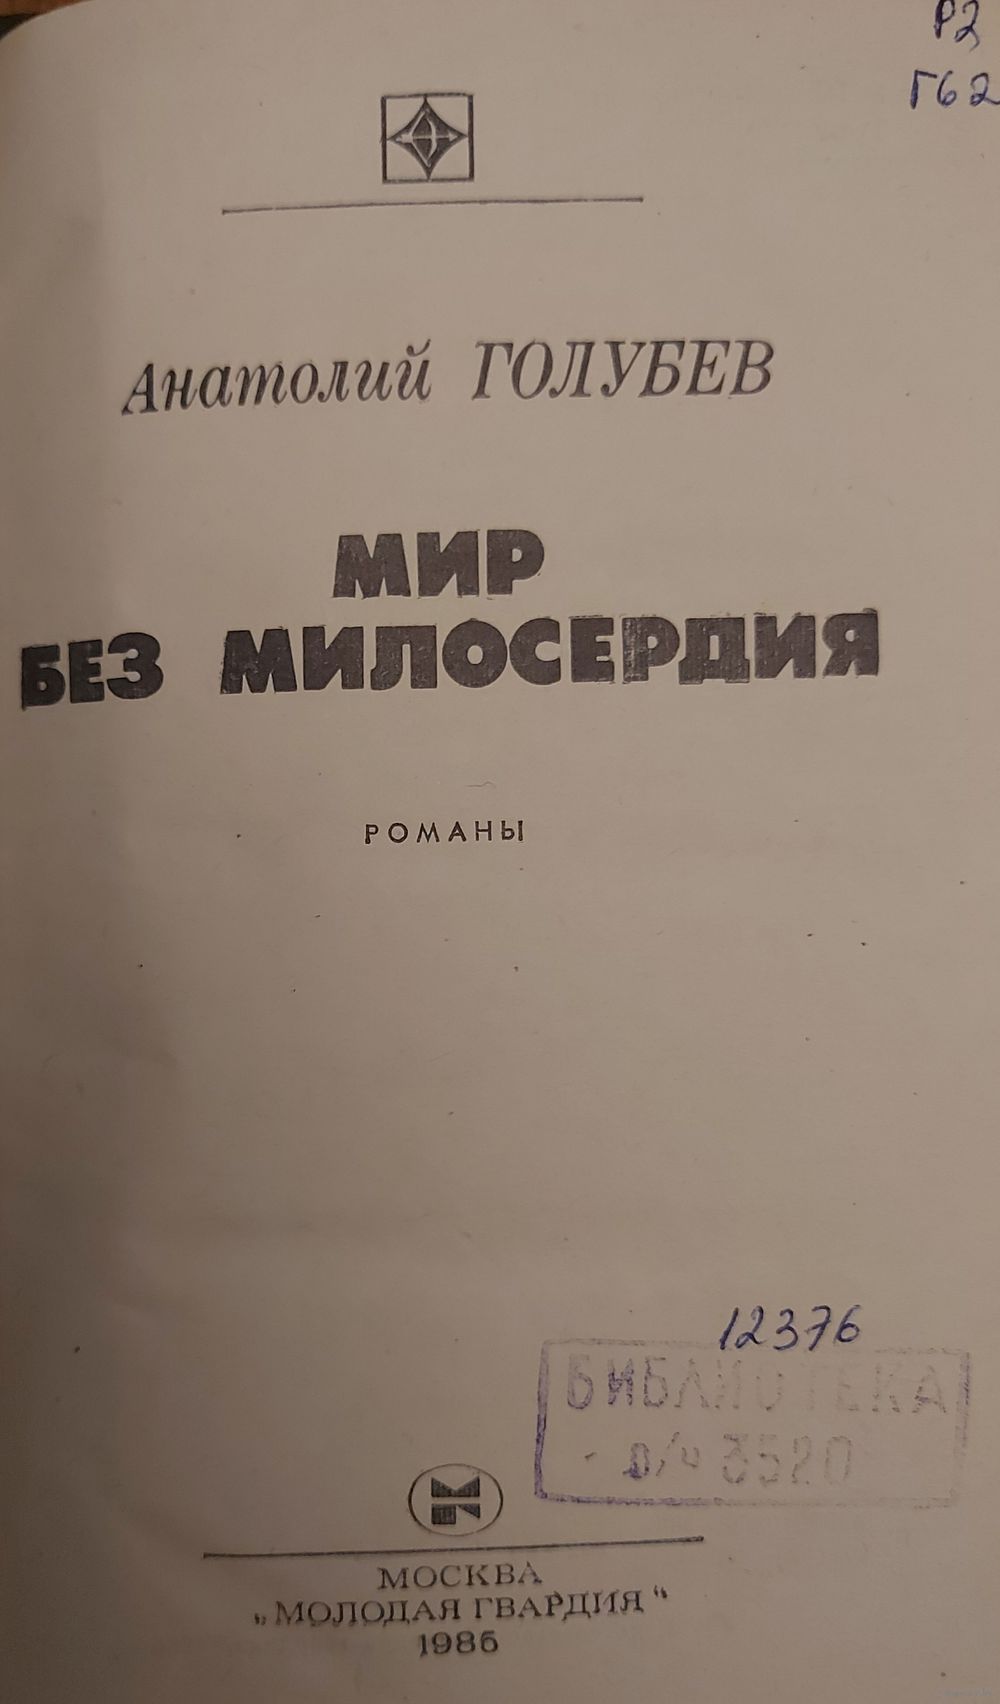 Р2
Г62
Анатолий ГОЛУБЕВ
МИР
БЕЗ МИЛОСЕРДИЯ
РОМАНЫ
12376
БИБЛИОТЕКА
в/ч 3520
МОСКВА
„МОЛОДАЯ ГВАРДИЯ“
1986